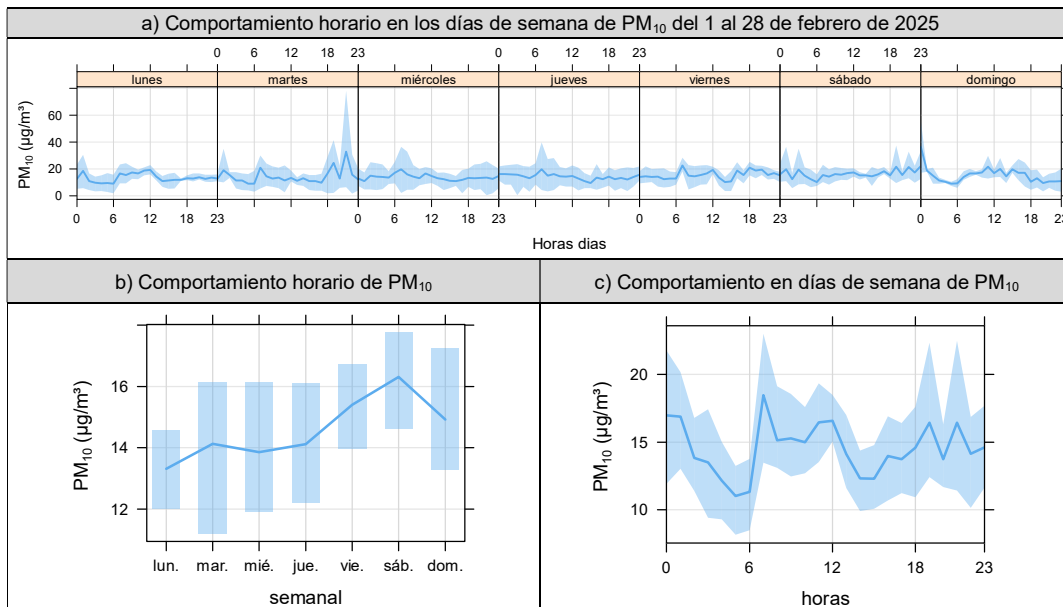 a) Comportamiento horario en los días de semana de PM₁₀ del 1 al 28 de febrero de 2025
0 6 12 18 23 0 6 12 18 23 0 6 12 18 23
lunes martes miércoles jueves viernes sábado domingo
PM₁₀ (µg/m³)
60
40
20
0
0 6 12 18 23 0 6 12 18 23 0 6 12 18 23 0 6 12 18 23
Horas dias
b) Comportamiento horario de PM₁₀
c) Comportamiento en días de semana de PM₁₀
PM₁₀ (µg/m³)
16
14
12
lun. mar. mié. jue. vie. sáb. dom.
semanal
PM₁₀ (µg/m³)
20
15
10
0 6 12 18 23
horas